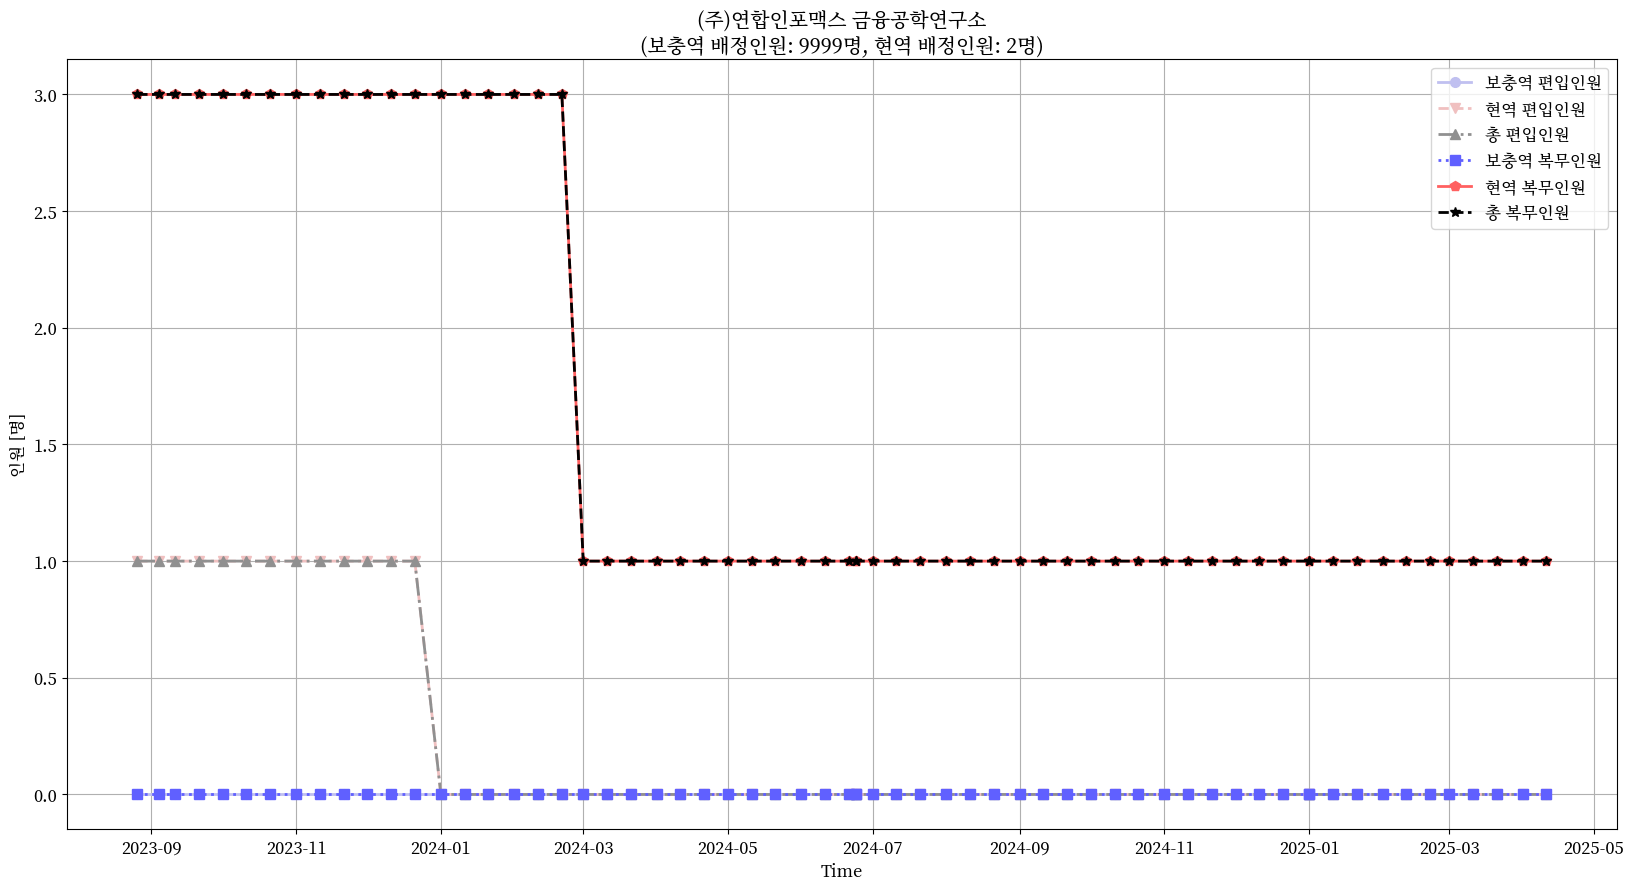 (주)연합인포맥스 금융공학연구소
(보충역 배정인원: 9999명, 현역 배정인원: 2명)
보충역 편입인원
현역 편입인원
총 편입인원
보충역 복무인원
현역 복무인원
총 복무인원
인원 [명]
3.0
2.5
2.0
1.5
1.0
0.5
0.0
2023-09 2023-11 2024-01 2024-03 2024-05 2024-07 2024-09 2024-11 2025-01 2025-03 2025-05
Time